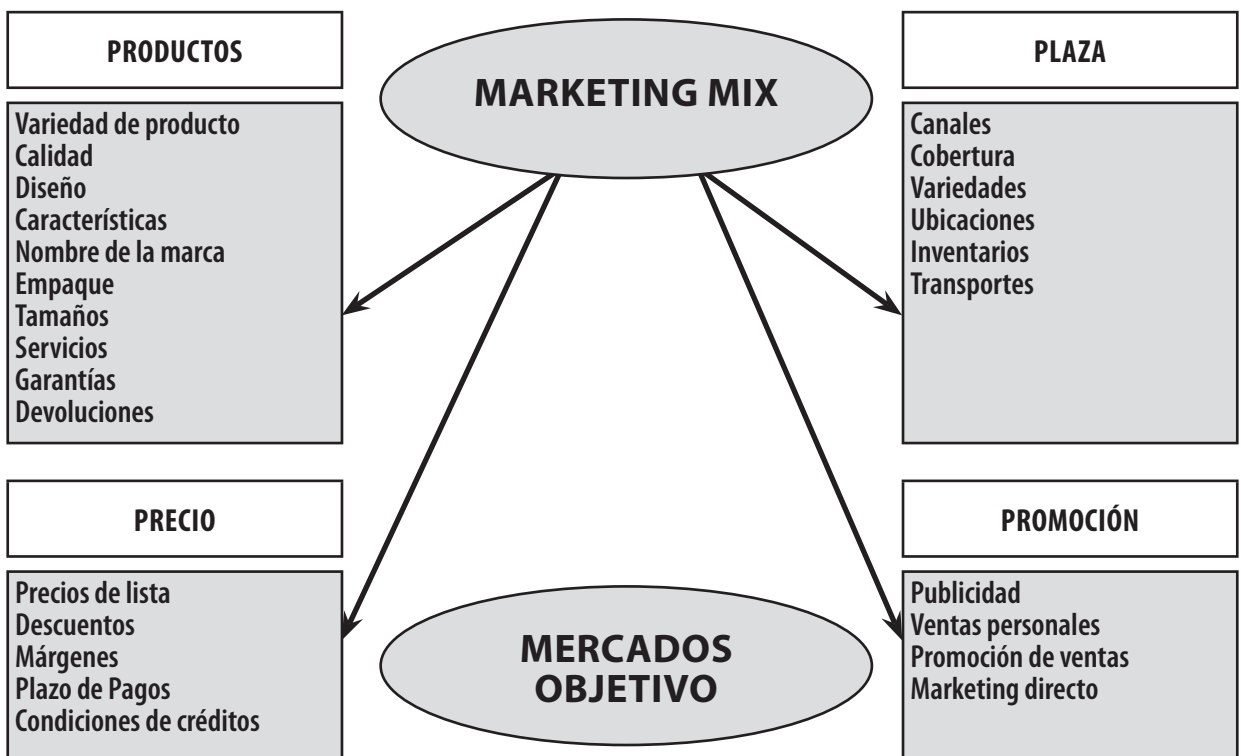 PRODUCTOS
Variedad de producto
Calidad
Diseño
Características
Nombre de la marca
Empaque
Tamaños
Servicios
Garantías
Devoluciones
MARKETING MIX
PLAZA
Canales
Cobertura
Variedades
Ubicaciones
Inventarios
Transportes
PRECIO
Precios de lista
Descuentos
Márgenes
Plazo de Pagos
Condiciones de créditos
MERCADOS
OBJETIVO
PROMOCIÓN
Publicidad
Ventas personales
Promoción de ventas
Marketing directo